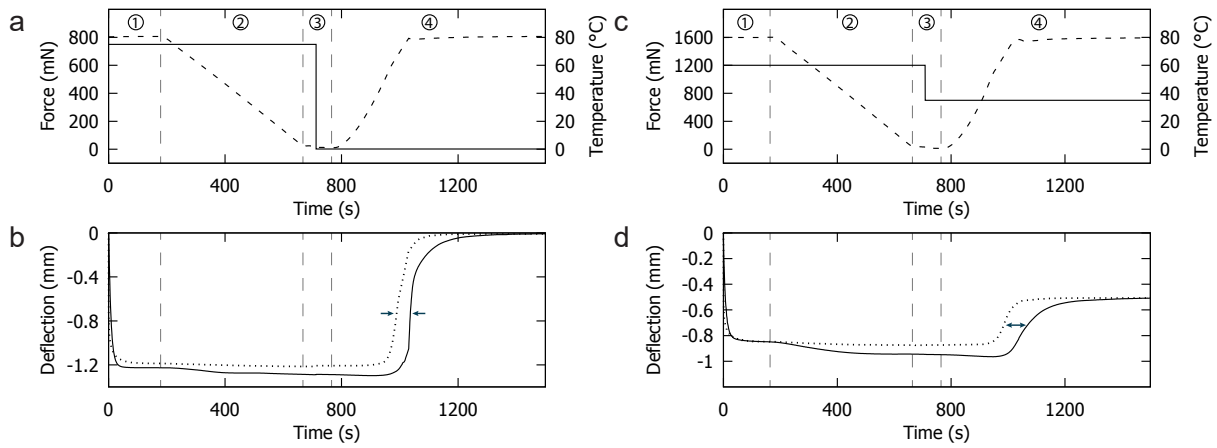 a
① ② ③ ④
Force (mN)
800
600
400
200
0
80
60
40
20
0
Temperature (°C)
0 400 800 1200
Time (s)
c
① ② ③ ④
Force (mN)
1600
1200
800
400
0
80
60
40
20
0
Temperature (°C)
0 400 800 1200
Time (s)
b
Deflection (mm)
0
-0.4
-0.8
-1.2
0 400 800 1200
Time (s)
d
Deflection (mm)
0
-0.2
-0.4
-0.6
-0.8
-1
0 400 800 1200
Time (s)